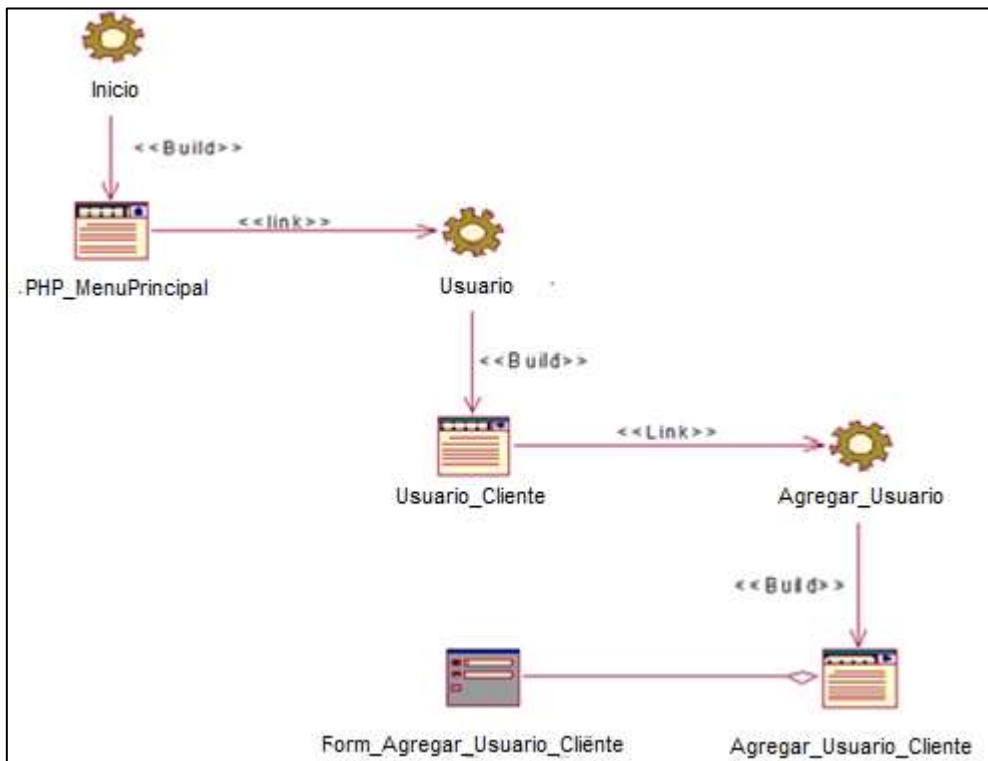 Inicio
<<Build>>
<<link>>
PHP_MenuPrincipal
Usuario
<<Build>>
<<Link>>
Usuario_Cliente
Agregar_Usuario
<<Build>>
Form_Agregar_Usuario_Cliënte
Agregar_Usuario_Cliente